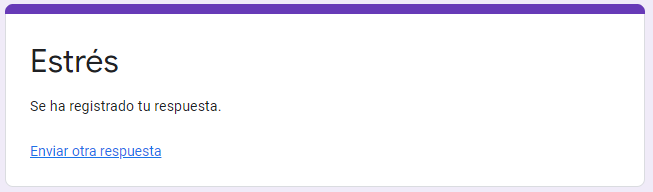 Estrés
Se ha registrado tu respuesta.
Enviar otra respuesta